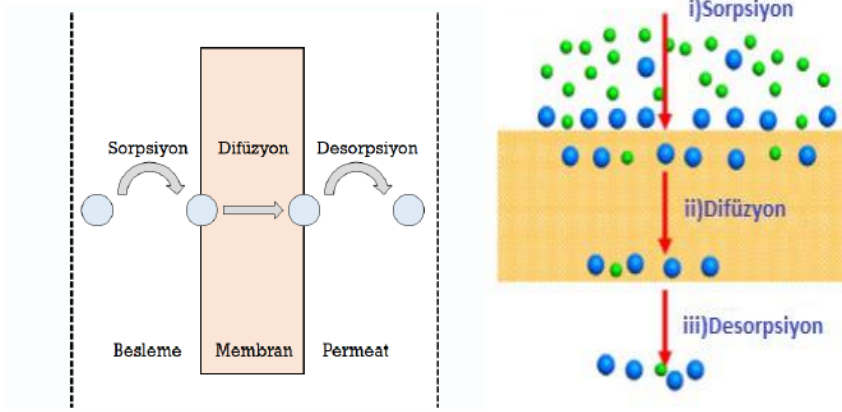 Sorpsiyon
Difüzyon
Desorpsiyon
Besleme
Membran
Permeat
i)Sorpsiyon
ii)Difüzyon
iii)Desorpsiyon